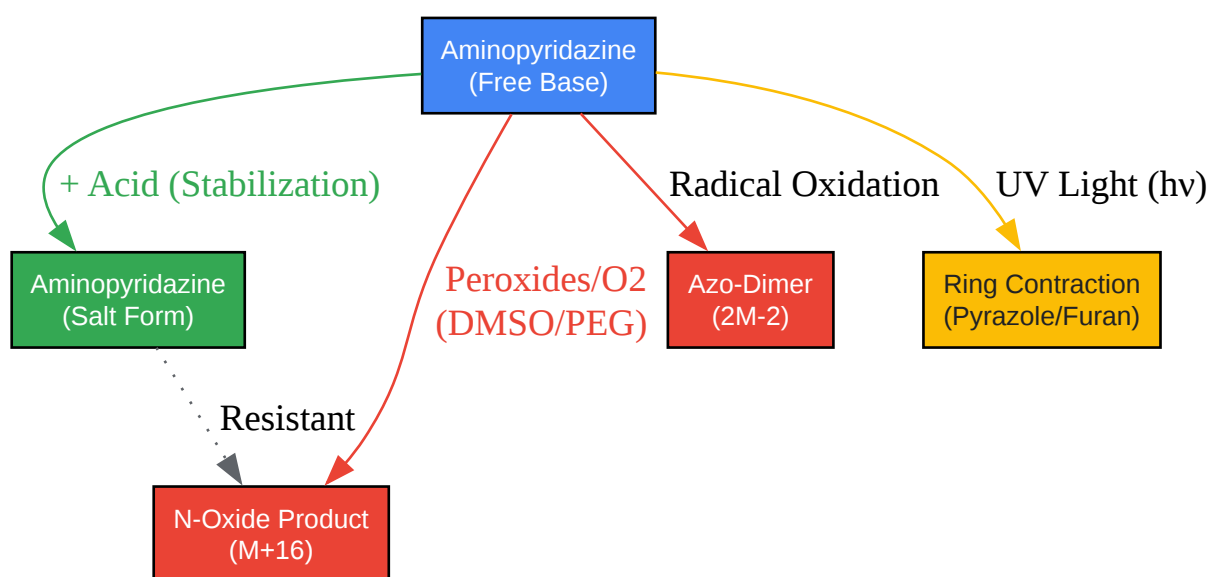 Aminopyridazine
(Free Base)
+ Acid (Stabilization)
Radical Oxidation
UV Light (hν)
Peroxides/O2
(DMSO/PEG)
Aminopyridazine
(Salt Form)
Azo-Dimer
(2M-2)
Ring Contraction
(Pyrazole/Furan)
Resistant
N-Oxide Product
(M+16)